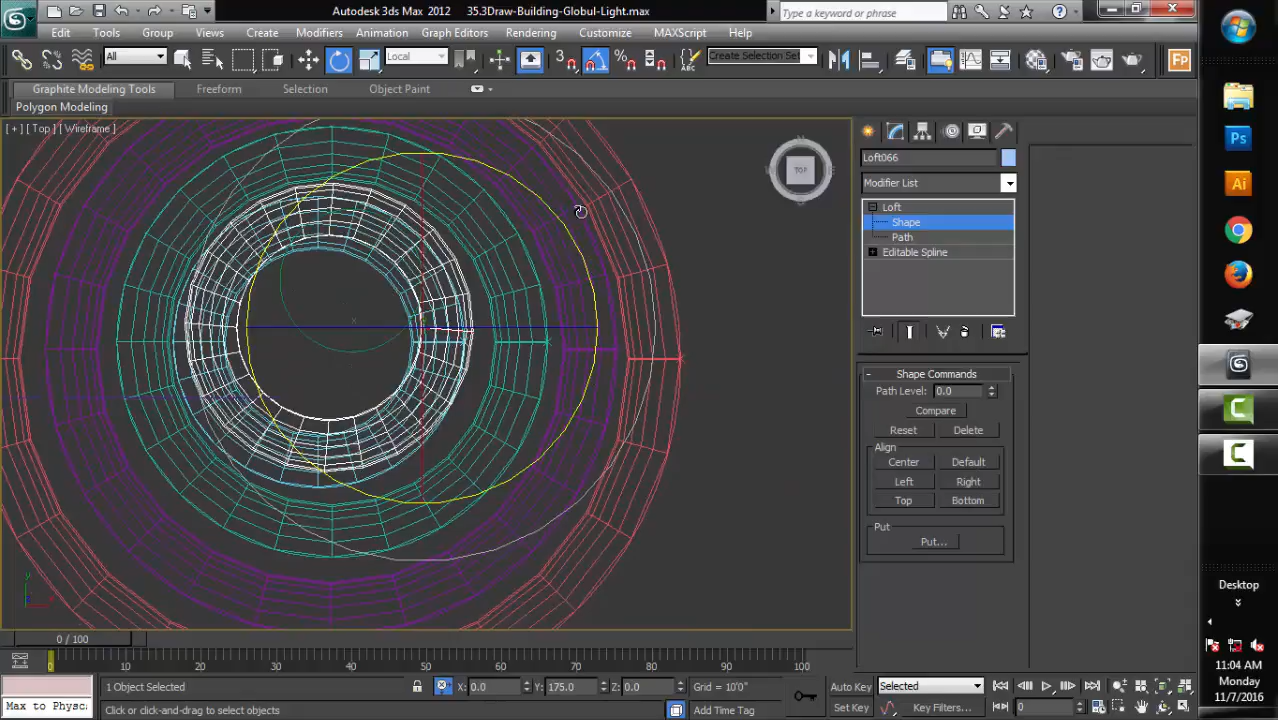 Autodesk 3ds Max 2012    35.3Draw-Building-Globul-Light.max
Type a keyword or phrase
Edit Tools Group Views Create Modifiers Animation Graph Editors Rendering Customize MAXScript Help
All
Local
3
Create Selection Set
Fp
Graphite Modeling Tools Freeform Selection Object Paint
Polygon Modeling
[ + ] [ Top ] [ Wireframe ]
TOP
Loft066
Modifier List
Loft
Shape
Path
Editable Spline
Shape Commands
Path Level: 0.0
Compare
Reset Delete
Align
Center Default
Left Right
Top Bottom
Put
Put...
0 / 100
0 10 20 30 40 50 60 70 80 90 100
1 Object Selected X: 0.0 Y: 175.0 Z: 0.0 Grid = 10'0" Auto Key Selected
Max to Physc
Click or click-and-drag to select objects Add Time Tag Set Key Key Filters... 0
Ps
Ai
Desktop
11:04 AM
Monday
11/7/2016